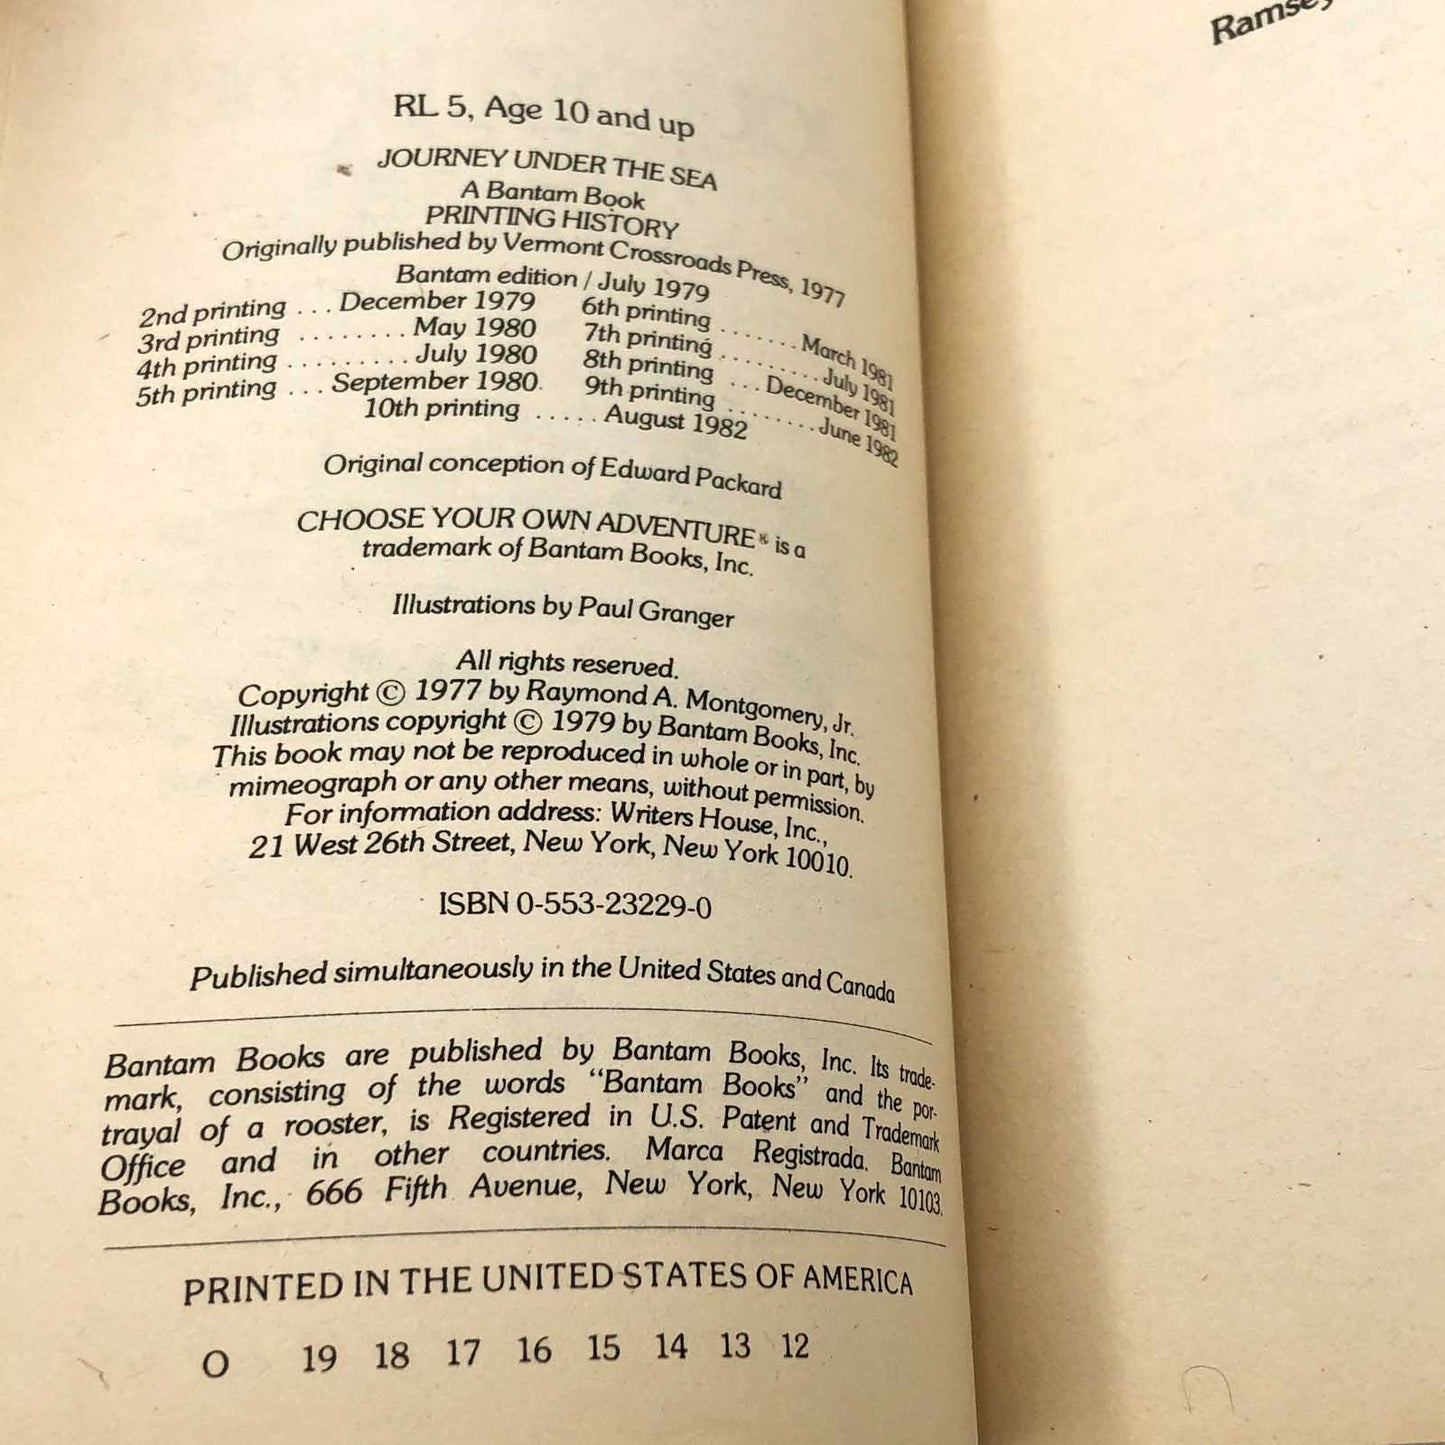 RL 5, Age 10 and up
JOURNEY UNDER THE SEA
A Bantam Book
PRINTING HISTORY
Originally published by Vermont Crossroads Press, 1977
Bantam edition / July 1979
2nd printing . . . December 1979 6th printing . . . . . . . March 1981
3rd printing . . . . . . . . May 1980 7th printing . . . . . . . . . July 1981
4th printing . . . . . . . . . July 1980 8th printing . . . December 1981
5th printing . . . September 1980 9th printing . . . . . . . . June 1982
10th printing . . . . . August 1982
Original conception of Edward Packard
CHOOSE YOUR OWN ADVENTURE® is a
trademark of Bantam Books, Inc.
Illustrations by Paul Granger
All rights reserved.
Copyright © 1977 by Raymond A. Montgomery, Jr.
Illustrations copyright © 1979 by Bantam Books, Inc.
This book may not be reproduced in whole or in part, by
mimeograph or any other means, without permission.
For information address: Writers House, Inc.,
21 West 26th Street, New York, New York 10010.
ISBN 0-553-23229-0
Published simultaneously in the United States and Canada
Bantam Books are published by Bantam Books, Inc. Its trade-
mark, consisting of the words "Bantam Books" and the por-
trayal of a rooster, is Registered in U.S. Patent and Trademark
Office and in other countries. Marca Registrada. Bantam
Books, Inc., 666 Fifth Avenue, New York, New York 10103.
PRINTED IN THE UNITED STATES OF AMERICA
O 19 18 17 16 15 14 13 12
Ramsey